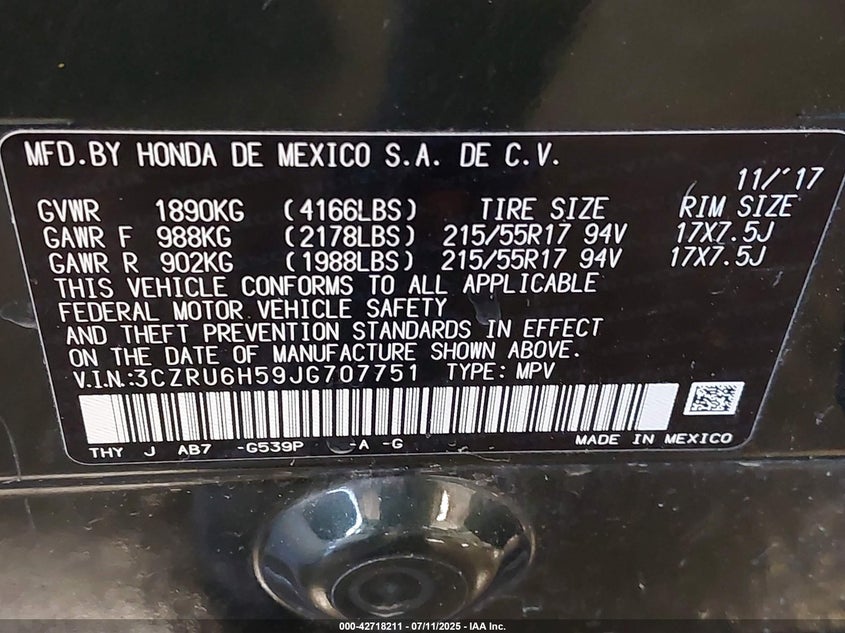 MFD.BY HONDA DE MEXICO S.A. DE C.V.
11/'17
GVWR 1890KG (4166LBS) TIRE SIZE RIM SIZE
GAWR F 988KG (2178LBS) 215/55R17 94V 17X7.5J
GAWR R 902KG (1988LBS) 215/55R17 94V 17X7.5J
THIS VEHICLE CONFORMS TO ALL APPLICABLE
FEDERAL MOTOR VEHICLE SAFETY
AND THEFT PREVENTION STANDARDS IN EFFECT
ON THE DATE OF MANUFACTURE SHOWN ABOVE.
V.I.N.:3CZRU6H59JG707751 TYPE: MPV
THY J AB7 -G539P -A -G MADE IN MEXICO
000-42718211 - 07/11/2025 - IAA Inc.